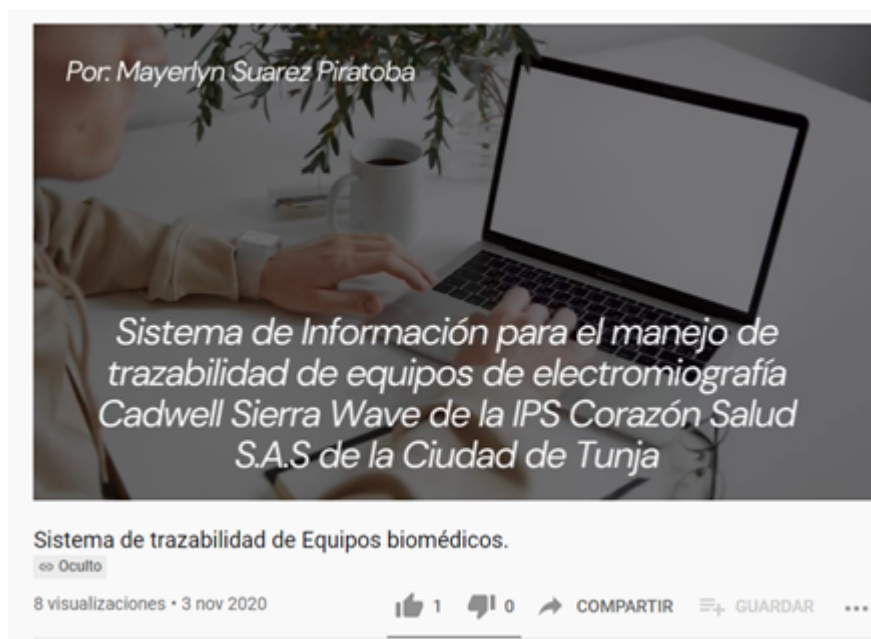 Por: Mayerlyn Suarez Piratoba
Sistema de Información para el manejo de
trazabilidad de equipos de electromiografía
Cadwell Sierra Wave de la IPS Corazón Salud
S.A.S de la Ciudad de Tunja
Sistema de trazabilidad de Equipos biomédicos.
Oculto
8 visualizaciones • 3 nov 2020 1 0 COMPARTIR GUARDAR